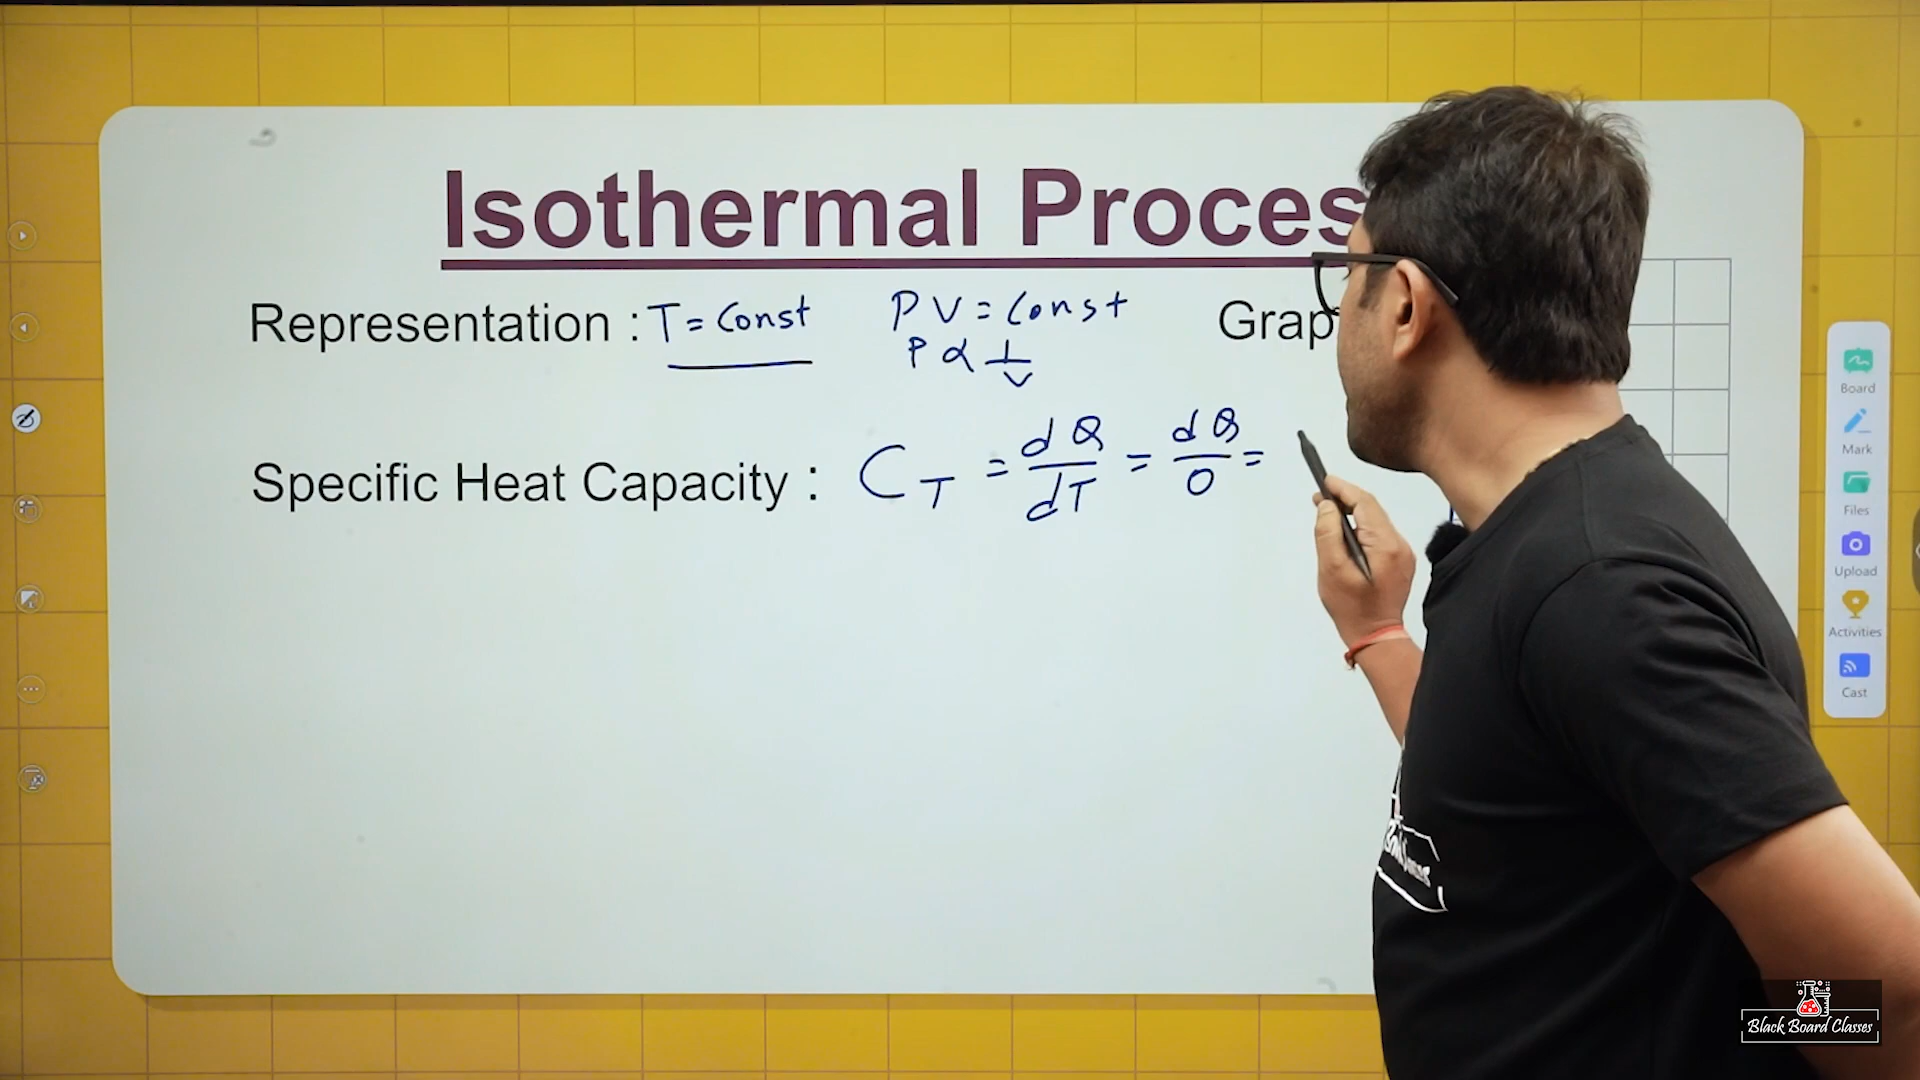 Isothermal Proces
Representation : T = Const PV = Const Grap
P ∝ 1/V
Specific Heat Capacity : C_T = dQ/dT = dQ/0 =
Board
Mark
Files
Upload
Activities
Cast
Black Board Classes